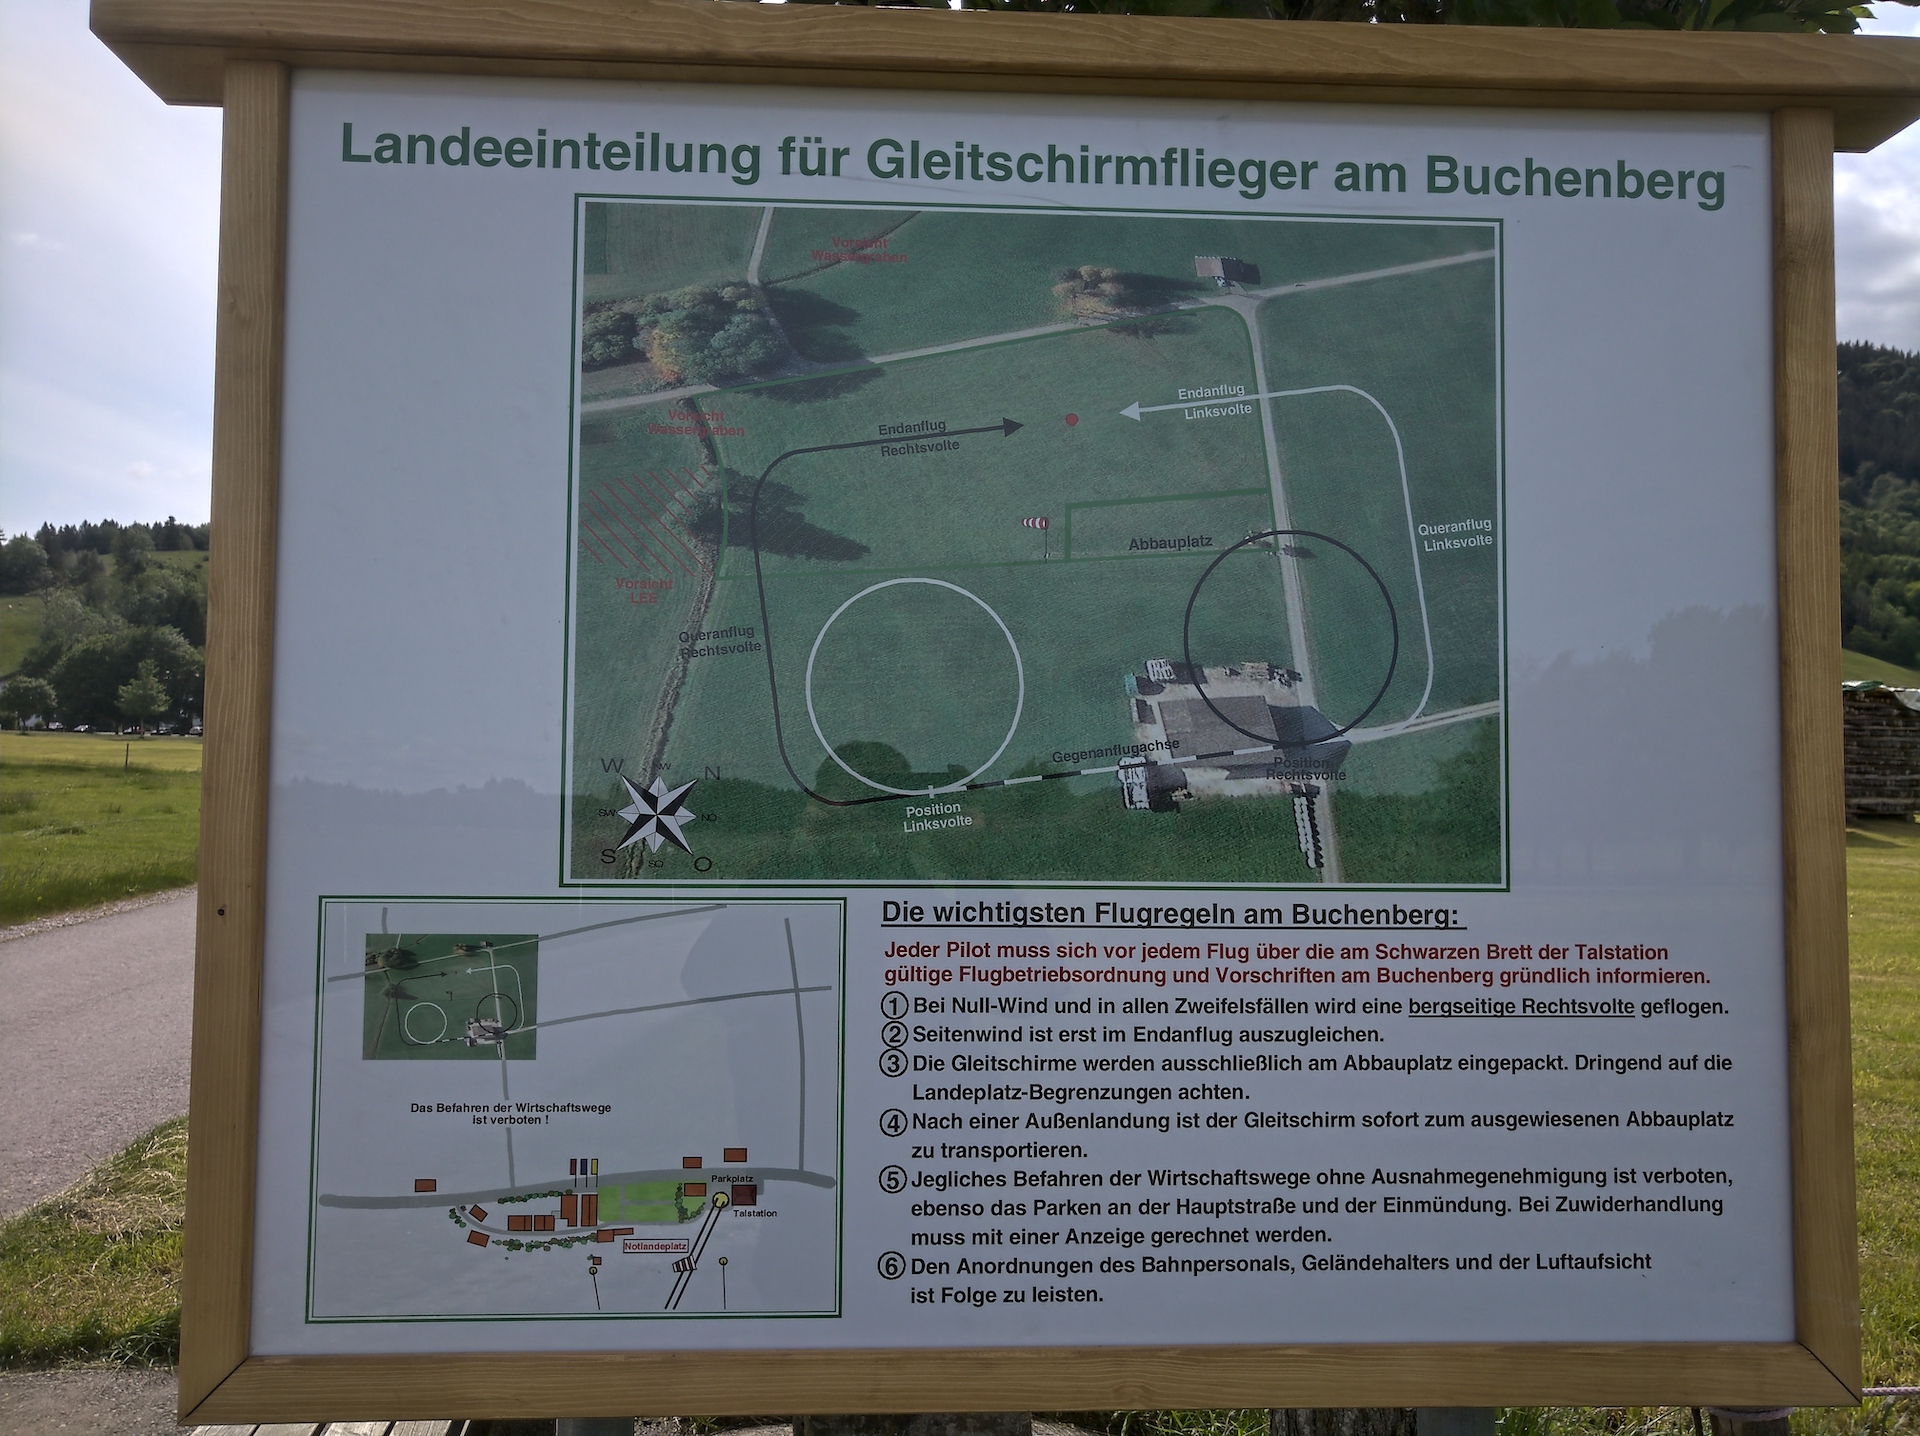 Landeeinteilung für Gleitschirmflieger am Buchenberg
Vorsicht
Wassergraben
Endanflug
Linksvolte
Vorsicht
Wassergraben
Endanflug
Rechtsvolte
Queranflug
Linksvolte
Abbauplatz
Vorsicht
LEE
Queranflug
Rechtsvolte
Gegenanflugachse
Position
Rechtsvolte
Position
Linksvolte
W
NW
N
SW
NO
S
SO
O
Das Befahren der Wirtschaftswege
ist verboten !
Parkplatz
Talstation
Notlandeplatz
Die wichtigsten Flugregeln am Buchenberg:
Jeder Pilot muss sich vor jedem Flug über die am Schwarzen Brett der Talstation
gültige Flugbetriebsordnung und Vorschriften am Buchenberg gründlich informieren.
① Bei Null-Wind und in allen Zweifelsfällen wird eine bergseitige Rechtsvolte geflogen.
② Seitenwind ist erst im Endanflug auszugleichen.
③ Die Gleitschirme werden ausschließlich am Abbauplatz eingepackt. Dringend auf die
Landeplatz-Begrenzungen achten.
④ Nach einer Außenlandung ist der Gleitschirm sofort zum ausgewiesenen Abbauplatz
zu transportieren.
⑤ Jegliches Befahren der Wirtschaftswege ohne Ausnahmegenehmigung ist verboten,
ebenso das Parken an der Hauptstraße und der Einmündung. Bei Zuwiderhandlung
muss mit einer Anzeige gerechnet werden.
⑥ Den Anordnungen des Bahnpersonals, Geländehalters und der Luftaufsicht
ist Folge zu leisten.